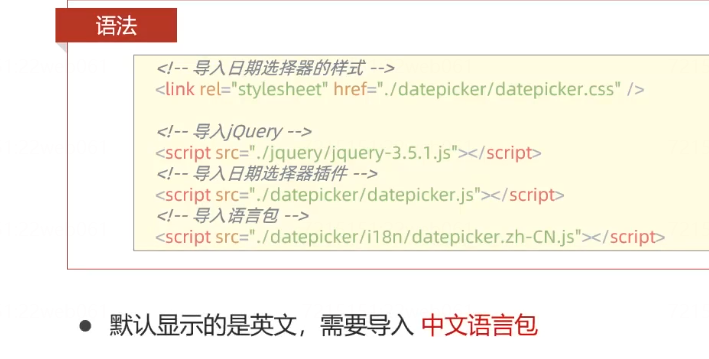 语法
<!-- 导入日期选择器的样式 -->
<link rel="stylesheet" href="./datepicker/datepicker.css" />
<!-- 导入jQuery -->
<script src="./jquery/jquery-3.5.1.js"></script>
<!-- 导入日期选择器插件 -->
<script src="./datepicker/datepicker.js"></script>
<!-- 导入语言包 -->
<script src="./datepicker/i18n/datepicker.zh-CN.js"></script>
● 默认显示的是英文，需要导入 中文语言包